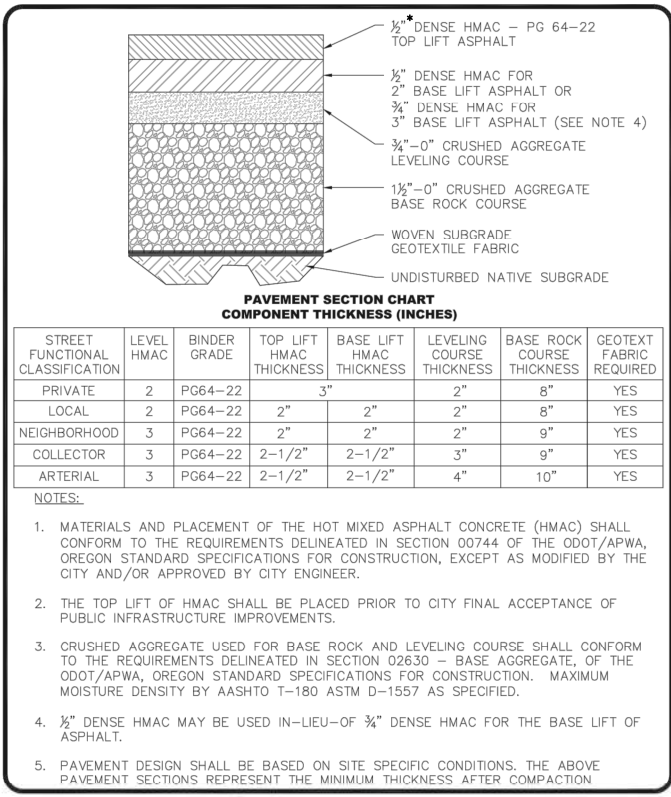 ½"* DENSE HMAC – PG 64–22
TOP LIFT ASPHALT
½" DENSE HMAC FOR
2" BASE LIFT ASPHALT OR
¾" DENSE HMAC FOR
3" BASE LIFT ASPHALT (SEE NOTE 4)
¾"–0" CRUSHED AGGREGATE
LEVELING COURSE
1½"–0" CRUSHED AGGREGATE
BASE ROCK COURSE
WOVEN SUBGRADE
GEOTEXTILE FABRIC
UNDISTURBED NATIVE SUBGRADE
PAVEMENT SECTION CHART
COMPONENT THICKNESS (INCHES)
STREET FUNCTIONAL CLASSIFICATION LEVEL HMAC BINDER GRADE TOP LIFT HMAC THICKNESS BASE LIFT HMAC THICKNESS LEVELING COURSE THICKNESS BASE ROCK COURSE THICKNESS GEOTEXT FABRIC REQUIRED
PRIVATE 2 PG64–22 3" 2" 8" YES
LOCAL 2 PG64–22 2" 2" 2" 8" YES
NEIGHBORHOOD 3 PG64–22 2" 2" 2" 9" YES
COLLECTOR 3 PG64–22 2–1/2" 2–1/2" 3" 9" YES
ARTERIAL 3 PG64–22 2–1/2" 2–1/2" 4" 10" YES
NOTES:
1. MATERIALS AND PLACEMENT OF THE HOT MIXED ASPHALT CONCRETE (HMAC) SHALL
CONFORM TO THE REQUIREMENTS DELINEATED IN SECTION 00744 OF THE ODOT/APWA,
OREGON STANDARD SPECIFICATIONS FOR CONSTRUCTION, EXCEPT AS MODIFIED BY THE
CITY AND/OR APPROVED BY CITY ENGINEER.
2. THE TOP LIFT OF HMAC SHALL BE PLACED PRIOR TO CITY FINAL ACCEPTANCE OF
PUBLIC INFRASTRUCTURE IMPROVEMENTS.
3. CRUSHED AGGREGATE USED FOR BASE ROCK AND LEVELING COURSE SHALL CONFORM
TO THE REQUIREMENTS DELINEATED IN SECTION 02630 – BASE AGGREGATE, OF THE
ODOT/APWA, OREGON STANDARD SPECIFICATIONS FOR CONSTRUCTION. MAXIMUM
MOISTURE DENSITY BY AASHTO T–180 ASTM D–1557 AS SPECIFIED.
4. ½" DENSE HMAC MAY BE USED IN–LIEU–OF ¾" DENSE HMAC FOR THE BASE LIFT OF
ASPHALT.
5. PAVEMENT DESIGN SHALL BE BASED ON SITE SPECIFIC CONDITIONS. THE ABOVE
PAVEMENT SECTIONS REPRESENT THE MINIMUM THICKNESS AFTER COMPACTION